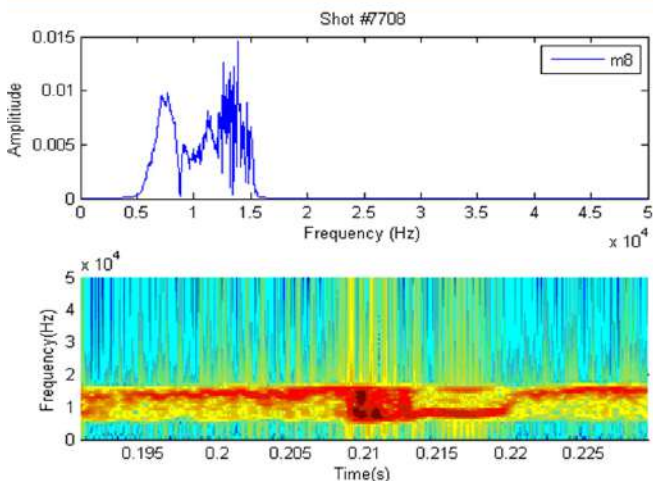 Shot #7708
0.015
m8
0.01
Amplitiude
0.005
0
0 0.5 1 1.5 2 2.5 3 3.5 4 4.5 5
Frequency (Hz)
x 10^4
x 10^4
5
4
3
Frequency(Hz)
2
1
0
0.195 0.2 0.205 0.21 0.215 0.22 0.225
Time(s)